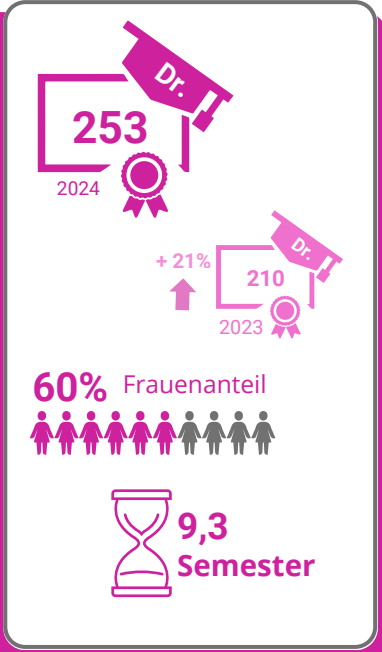 Dr.
253
2024
Dr.
+ 21%
210
2023
60% Frauenanteil
9,3
Semester